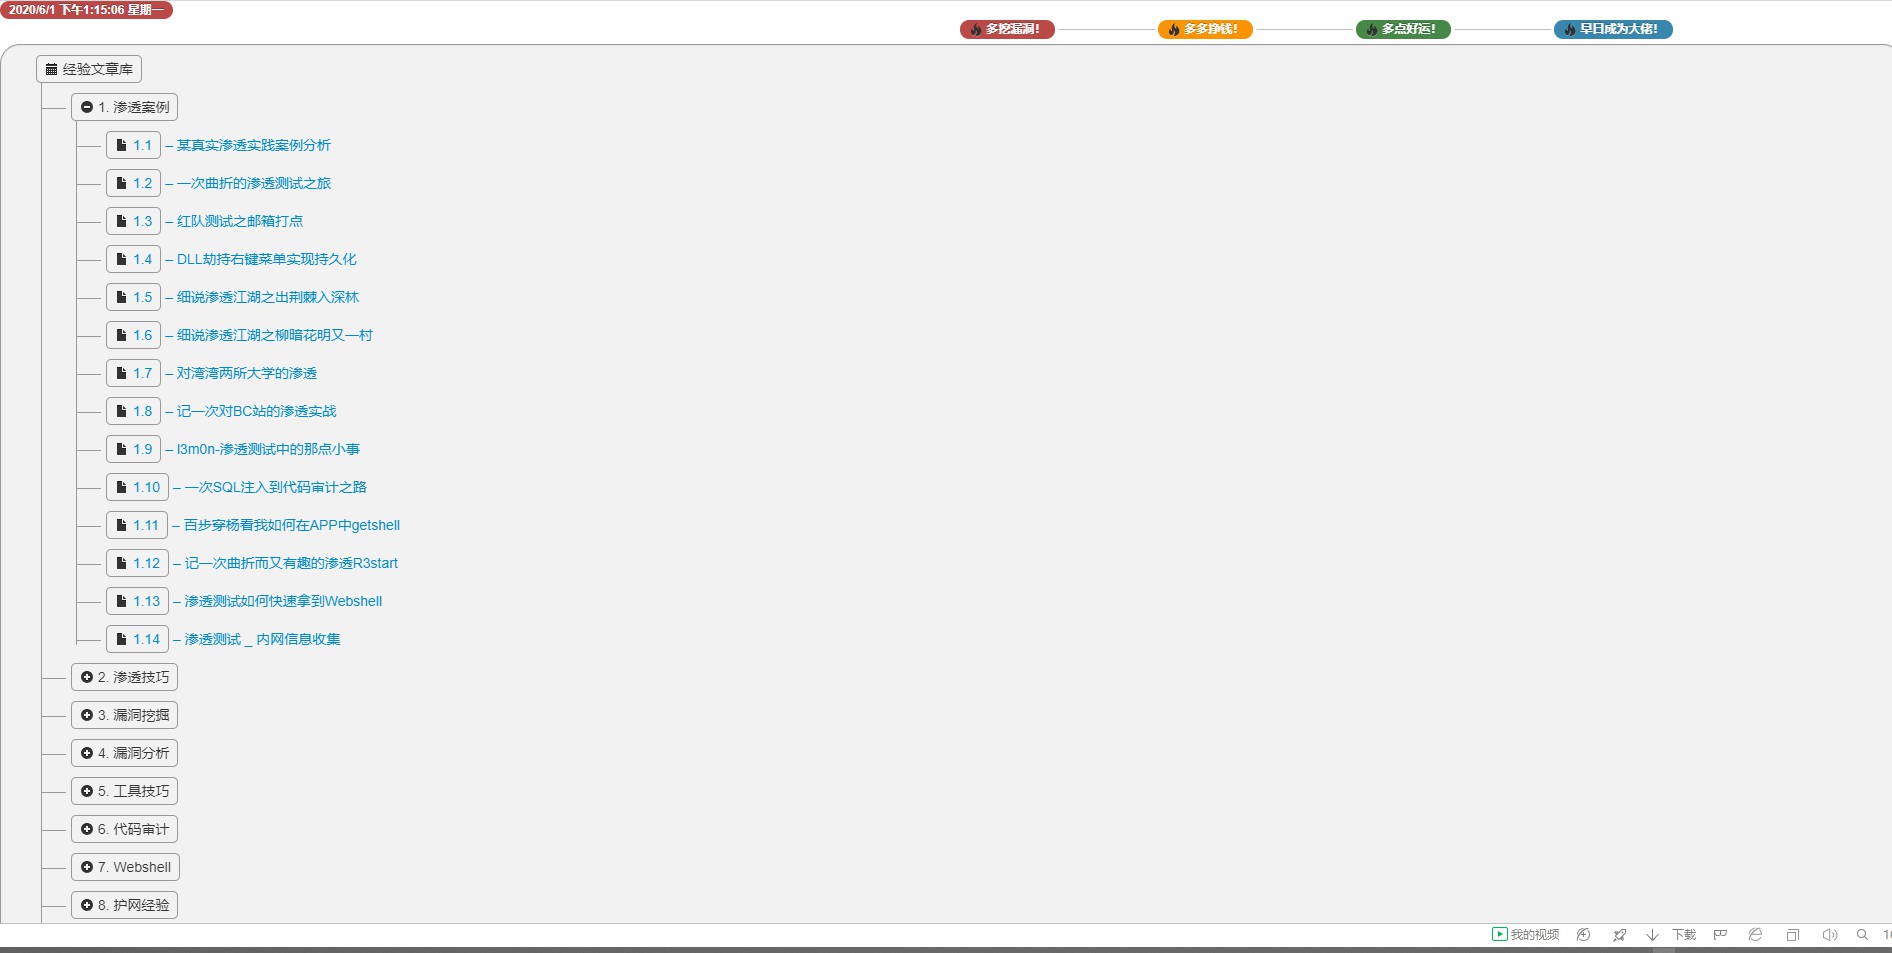 2020/6/1 下午1:15:06 星期一
多挖漏洞! 多多挣钱! 多点好运! 早日成为大佬!
经验文章库
1. 渗透案例
1.1 – 某真实渗透实践案例分析
1.2 – 一次曲折的渗透测试之旅
1.3 – 红队测试之邮箱打点
1.4 – DLL劫持右键菜单实现持久化
1.5 – 细说渗透江湖之出荆棘入深林
1.6 – 细说渗透江湖之柳暗花明又一村
1.7 – 对湾湾两所大学的渗透
1.8 – 记一次对BC站的渗透实战
1.9 – l3m0n-渗透测试中的那点小事
1.10 – 一次SQL注入到代码审计之路
1.11 – 百步穿杨看我如何在APP中getshell
1.12 – 记一次曲折而又有趣的渗透R3start
1.13 – 渗透测试如何快速拿到Webshell
1.14 – 渗透测试 _ 内网信息收集
2. 渗透技巧
3. 漏洞挖掘
4. 漏洞分析
5. 工具技巧
6. 代码审计
7. Webshell
8. 护网经验
我的视频 下载